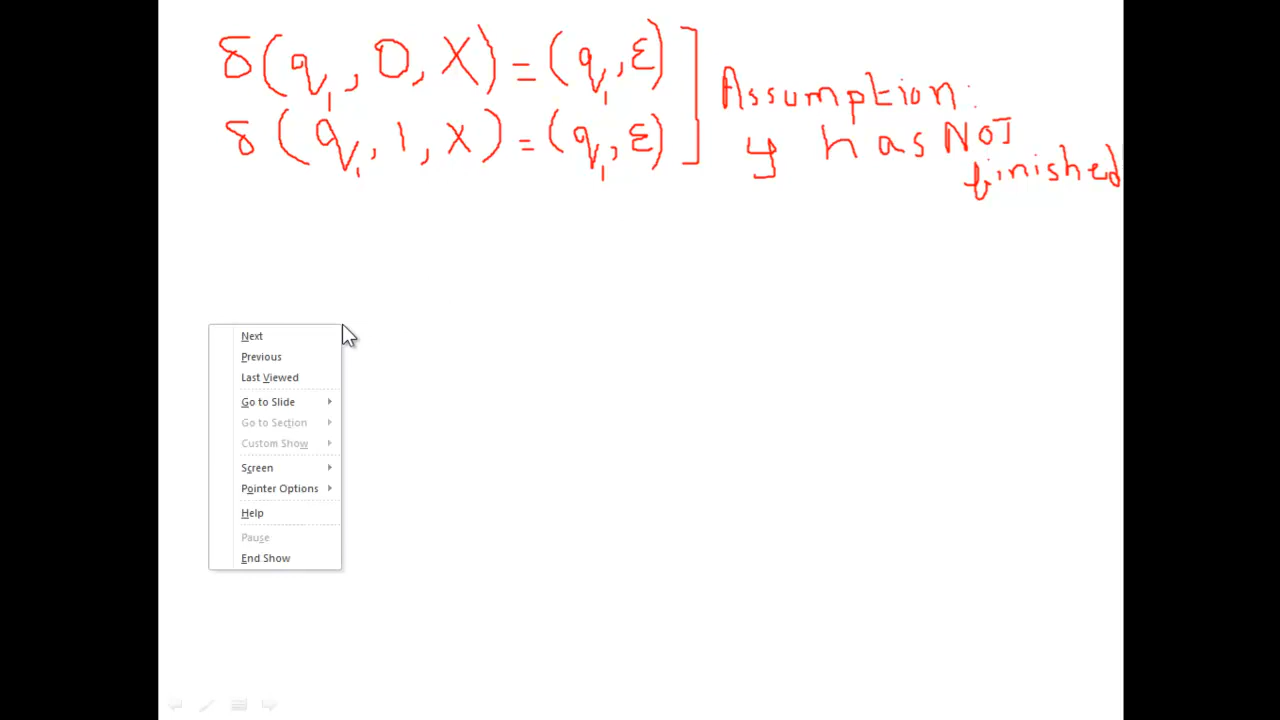 δ(q₁, 0, X) = (q₁, ε)
δ(q₁, 1, X) = (q₁, ε)
Assumption:
y has NOT
finished
Next
Previous
Last Viewed
Go to Slide
Go to Section
Custom Show
Screen
Pointer Options
Help
Pause
End Show